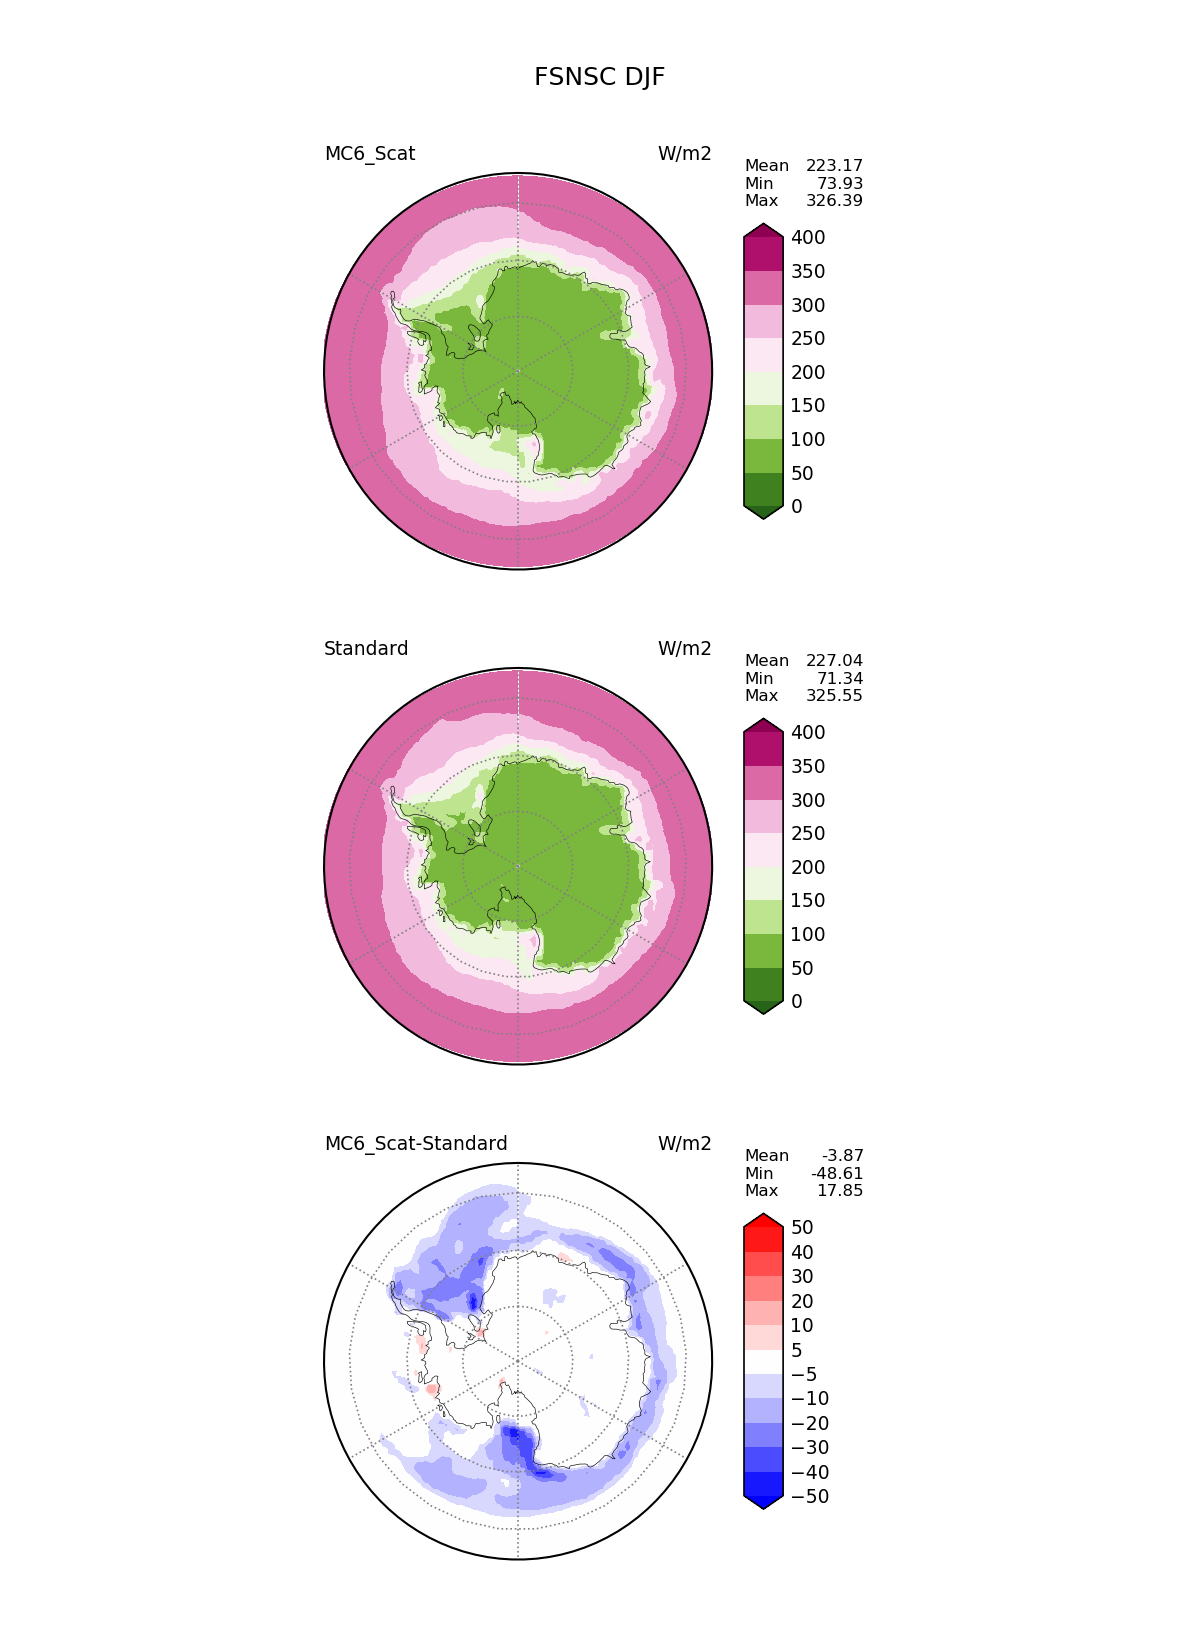 FSNSC DJF
MC6_Scat W/m2
Mean 223.17
Min 73.93
Max 326.39
400
350
300
250
200
150
100
50
0
Standard W/m2
Mean 227.04
Min 71.34
Max 325.55
400
350
300
250
200
150
100
50
0
MC6_Scat-Standard W/m2
Mean -3.87
Min -48.61
Max 17.85
50
40
30
20
10
5
−5
−10
−20
−30
−40
−50